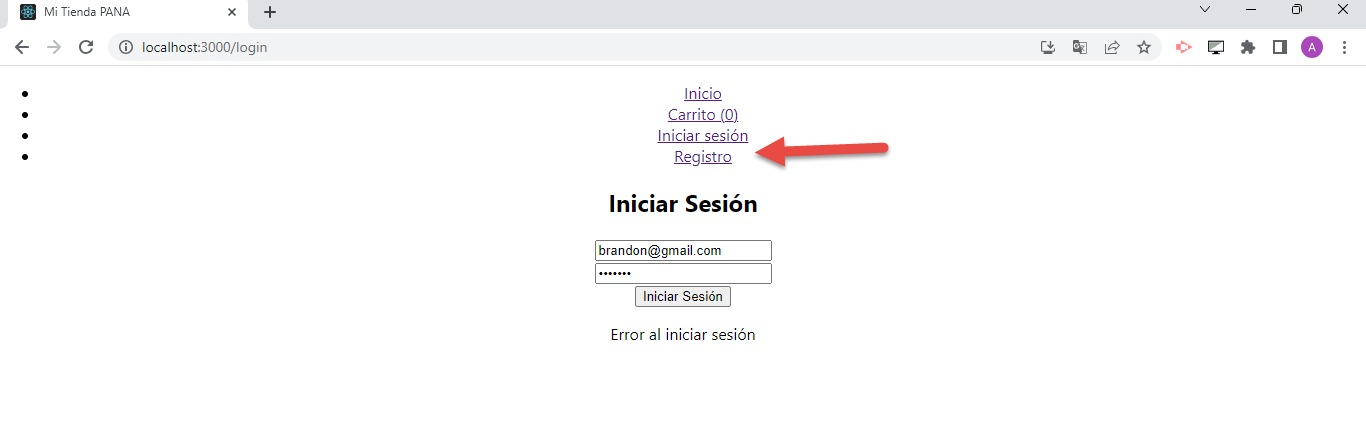 Mi Tienda PANA
localhost:3000/login
A
Inicio
Carrito (0)
Iniciar sesión
Registro
Iniciar Sesión
brandon@gmail.com
•••••••
Iniciar Sesión
Error al iniciar sesión